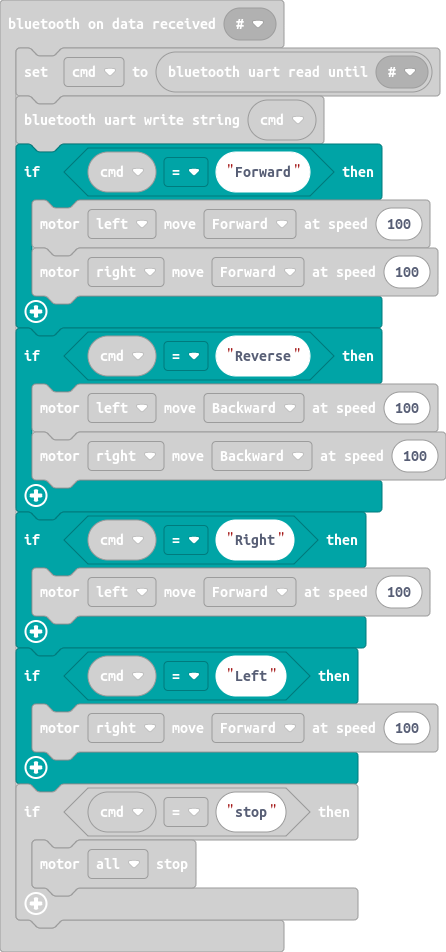 bluetooth on data received #
set cmd to bluetooth uart read until #
bluetooth uart write string cmd
if cmd = "Forward" then
motor left move Forward at speed 100
motor right move Forward at speed 100
if cmd = "Reverse" then
motor left move Backward at speed 100
motor right move Backward at speed 100
if cmd = "Right" then
motor left move Forward at speed 100
if cmd = "Left" then
motor right move Forward at speed 100
if cmd = "stop" then
motor all stop